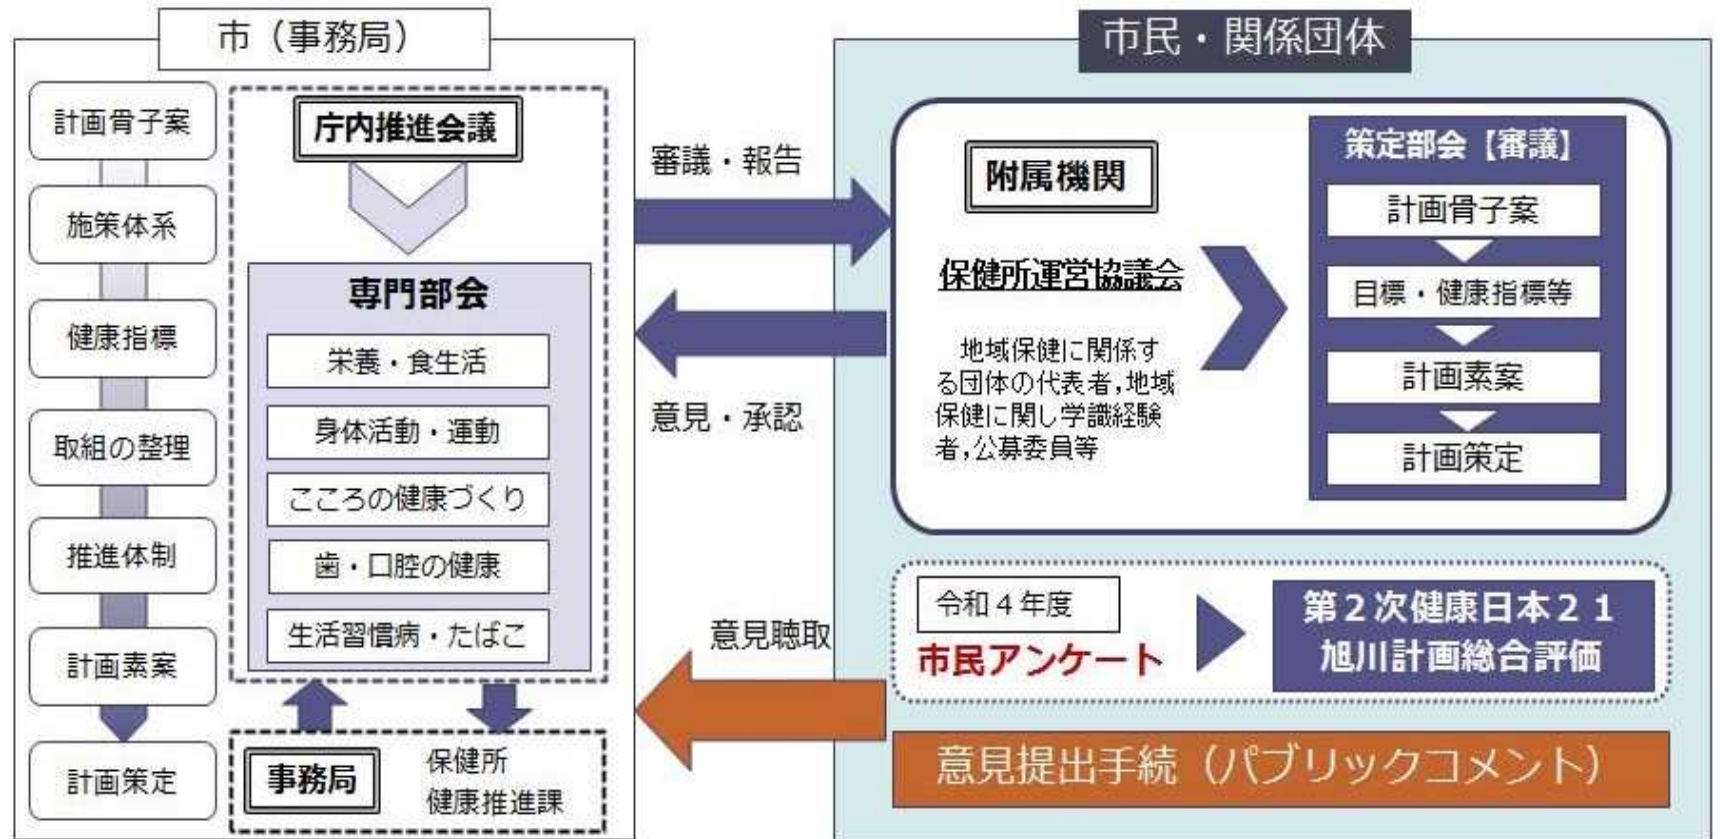 市（事務局）
計画骨子案
施策体系
健康指標
取組の整理
推進体制
計画素案
計画策定
庁内推進会議
専門部会
栄養・食生活
身体活動・運動
こころの健康づくり
歯・口腔の健康
生活習慣病・たばこ
事務局
保健所
健康推進課
審議・報告
意見・承認
意見聴取
市民・関係団体
附属機関
保健所運営協議会
地域保健に関係す
る団体の代表者,地域
保健に関し学識経験
者,公募委員等
策定部会【審議】
計画骨子案
目標・健康指標等
計画素案
計画策定
令和４年度
市民アンケート
第２次健康日本２１
旭川計画総合評価
意見提出手続（パブリックコメント）